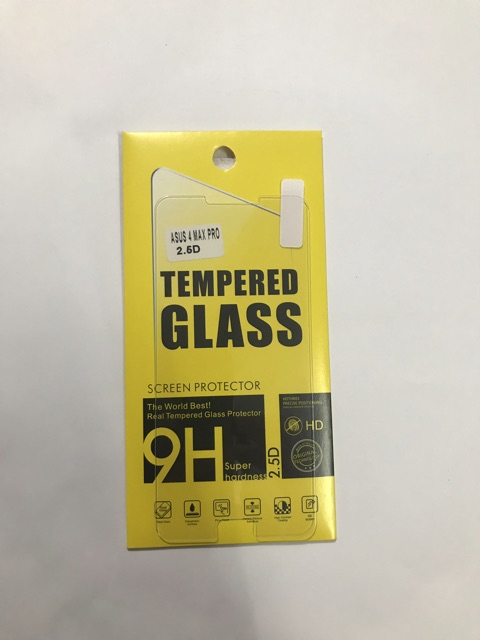 ASUS 4 MAX PRO
2.5D
TEMPERED
GLASS
SCREEN PROTECTOR
The World Best!
Real Tempered Glass Protector
9H
Super
hardness
2.5D
HD
ORIGINAL